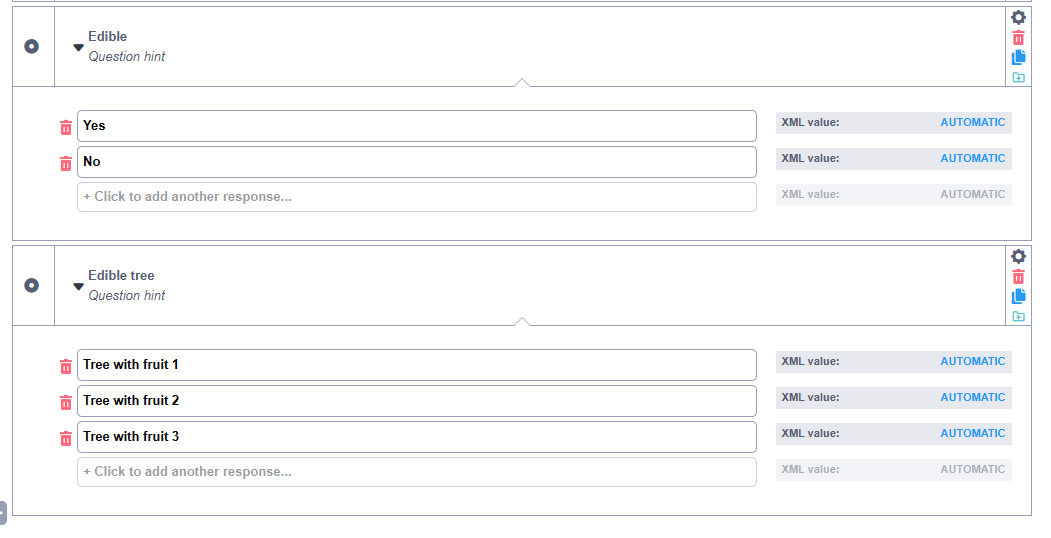 Edible
Question hint
Yes
XML value: AUTOMATIC
No
XML value: AUTOMATIC
+ Click to add another response...
XML value: AUTOMATIC
Edible tree
Question hint
Tree with fruit 1
XML value: AUTOMATIC
Tree with fruit 2
XML value: AUTOMATIC
Tree with fruit 3
XML value: AUTOMATIC
+ Click to add another response...
XML value: AUTOMATIC